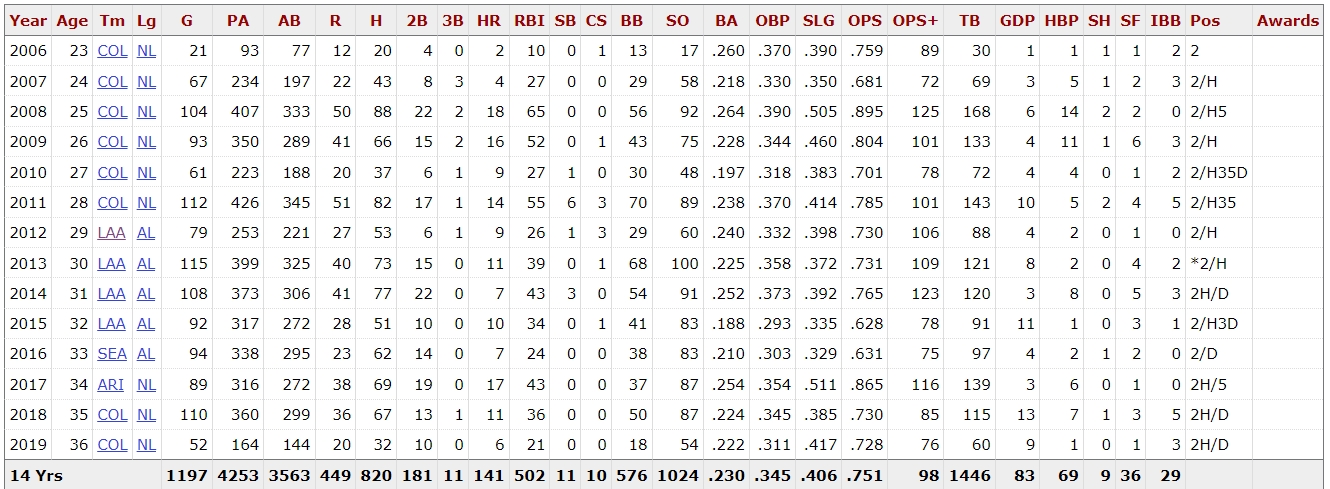 Year Age Tm Lg G PA AB R H 2B 3B HR RBI SB CS BB SO BA OBP SLG OPS OPS+ TB GDP HBP SH SF IBB Pos Awards
2006 23 COL NL 21 93 77 12 20 4 0 2 10 0 1 13 17 .260 .370 .390 .759 89 30 1 1 1 1 2 2
2007 24 COL NL 67 234 197 22 43 8 3 4 27 0 0 29 58 .218 .330 .350 .681 72 69 3 5 1 2 3 2/H
2008 25 COL NL 104 407 333 50 88 22 2 18 65 0 0 56 92 .264 .390 .505 .895 125 168 6 14 2 2 0 2/H5
2009 26 COL NL 93 350 289 41 66 15 2 16 52 0 1 43 75 .228 .344 .460 .804 101 133 4 11 1 6 3 2/H
2010 27 COL NL 61 223 188 20 37 6 1 9 27 1 0 30 48 .197 .318 .383 .701 78 72 4 4 0 1 2 2/H35D
2011 28 COL NL 112 426 345 51 82 17 1 14 55 6 3 70 89 .238 .370 .414 .785 101 143 10 5 2 4 5 2/H35
2012 29 LAA AL 79 253 221 27 53 6 1 9 26 1 3 29 60 .240 .332 .398 .730 106 88 4 2 0 1 0 2/H
2013 30 LAA AL 115 399 325 40 73 15 0 11 39 0 1 68 100 .225 .358 .372 .731 109 121 8 2 0 4 2 *2/H
2014 31 LAA AL 108 373 306 41 77 22 0 7 43 3 0 54 91 .252 .373 .392 .765 123 120 3 8 0 5 3 2H/D
2015 32 LAA AL 92 317 272 28 51 10 0 10 34 0 1 41 83 .188 .293 .335 .628 78 91 11 1 0 3 1 2/H3D
2016 33 SEA AL 94 338 295 23 62 14 0 7 24 0 0 38 83 .210 .303 .329 .631 75 97 4 2 1 2 0 2/D
2017 34 ARI NL 89 316 272 38 69 19 0 17 43 0 0 37 87 .254 .354 .511 .865 116 139 3 6 0 1 0 2H/5
2018 35 COL NL 110 360 299 36 67 13 1 11 36 0 0 50 87 .224 .345 .385 .730 85 115 13 7 1 3 5 2H/D
2019 36 COL NL 52 164 144 20 32 10 0 6 21 0 0 18 54 .222 .311 .417 .728 76 60 9 1 0 1 3 2H/D
14 Yrs 1197 4253 3563 449 820 181 11 141 502 11 10 576 1024 .230 .345 .406 .751 98 1446 83 69 9 36 29